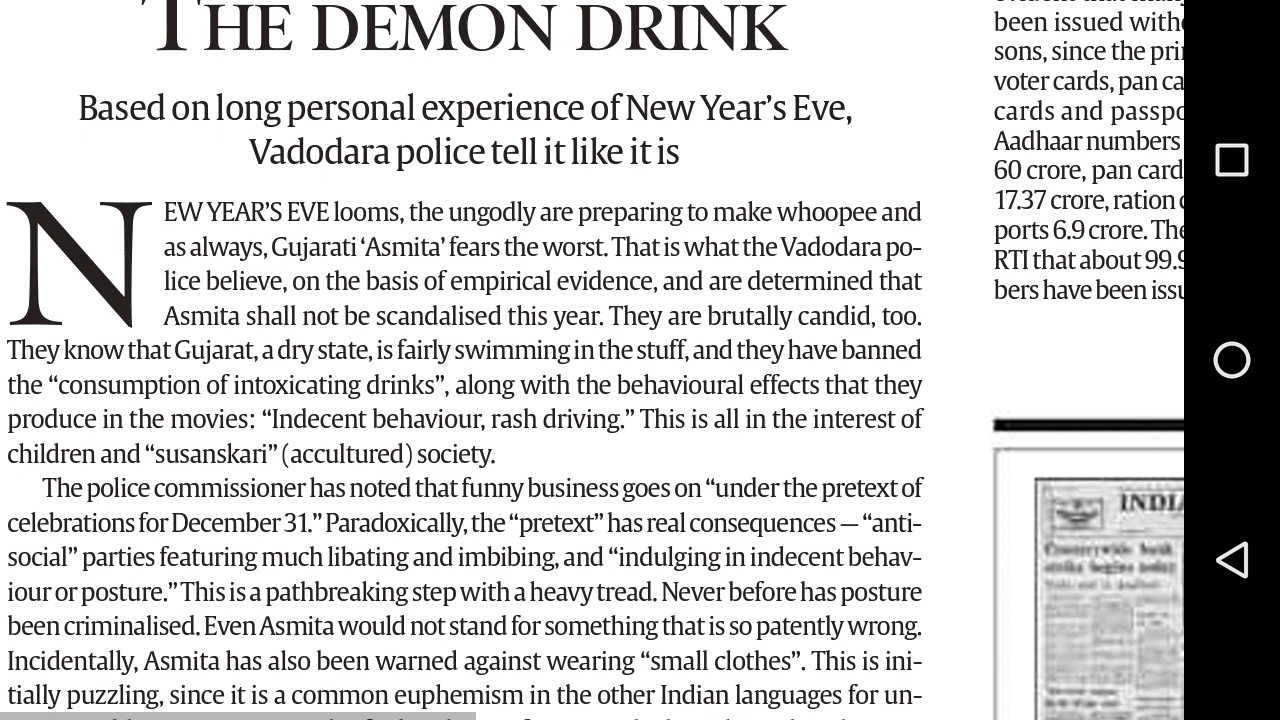 THE DEMON DRINK
Based on long personal experience of New Year’s Eve,
Vadodara police tell it like it is
NEW YEAR’S EVE looms, the ungodly are preparing to make whoopee and
as always, Gujarati ‘Asmita’ fears the worst. That is what the Vadodara po-
lice believe, on the basis of empirical evidence, and are determined that
Asmita shall not be scandalised this year. They are brutally candid, too.
They know that Gujarat, a dry state, is fairly swimming in the stuff, and they have banned
the “consumption of intoxicating drinks”, along with the behavioural effects that they
produce in the movies: “Indecent behaviour, rash driving.” This is all in the interest of
children and “susanskari” (accultured) society.
The police commissioner has noted that funny business goes on “under the pretext of
celebrations for December 31.” Paradoxically, the “pretext” has real consequences — “anti-
social” parties featuring much libating and imbibing, and “indulging in indecent behav-
iour or posture.” This is a pathbreaking step with a heavy tread. Never before has posture
been criminalised. Even Asmita would not stand for something that is so patently wrong.
Incidentally, Asmita has also been warned against wearing “small clothes”. This is ini-
tially puzzling, since it is a common euphemism in the other Indian languages for un-
been issued with
sons, since the pri
voter cards, pan ca
cards and passpo
Aadhaar numbers
60 crore, pan card
17.37 crore, ration
ports 6.9 crore. The
RTI that about 99.9
bers have been issu
INDI
Countrywide bank
strike begins today